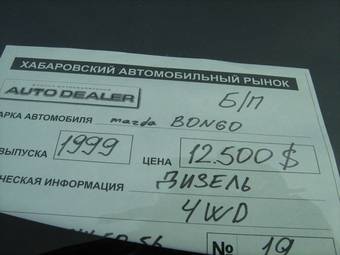 ХАБАРОВСКИЙ АВТОМОБИЛЬНЫЙ РЫНОК
AUTO DEALER Б/П
АРКА АВТОМОБИЛЯ mazda BONGO
ВЫПУСКА 1999 ЦЕНА 12.500 $
ЧЕСКАЯ ИНФОРМАЦИЯ ДИЗЕЛЬ
4WD
№ 19